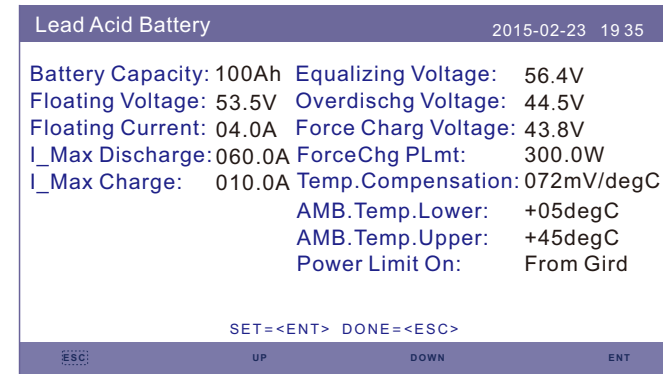 Lead Acid Battery 2015-02-23 19 35
Battery Capacity: 100Ah Equalizing Voltage: 56.4V
Floating Voltage: 53.5V Overdischg Voltage: 44.5V
Floating Current: 04.0A Force Charg Voltage: 43.8V
I_Max Discharge: 060.0A ForceChg PLmt: 300.0W
I_Max Charge: 010.0A Temp.Compensation: 072mV/degC
AMB.Temp.Lower: +05degC
AMB.Temp.Upper: +45degC
Power Limit On: From Gird
SET=<ENT> DONE=<ESC>
ESC UP DOWN ENT